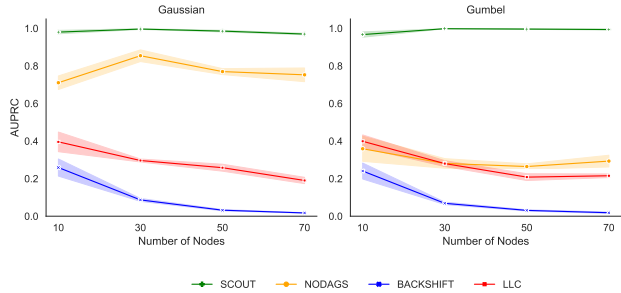 Gaussian
Gumbel
AUPRC
1.0
0.8
0.6
0.4
0.2
0.0
10 30 50 70
Number of Nodes
1.0
0.8
0.6
0.4
0.2
0.0
10 30 50 70
Number of Nodes
SCOUT NODAGS BACKSHIFT LLC